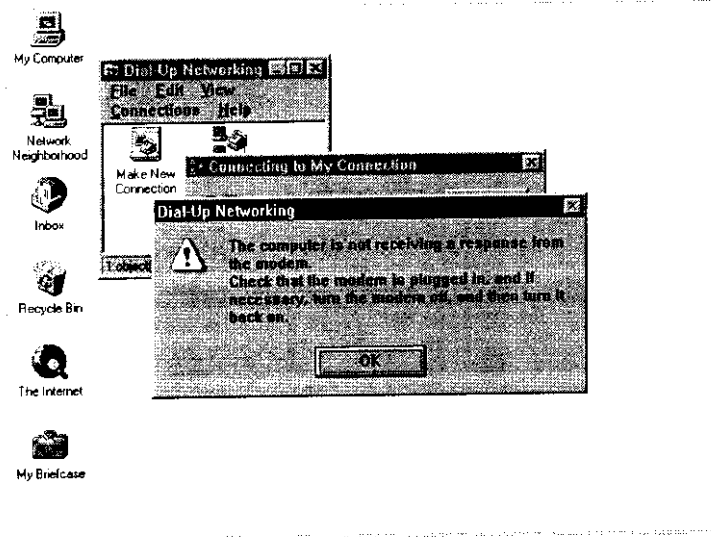 My Computer
Network
Neighborhood
Inbox
Recycle Bin
The Internet
My Briefcase
Dial-Up Networking
File Edit View
Connections Help
Make New
Connection
1 object
Connecting to My Connection
Dial-Up Networking
The computer is not receiving a response from
the modem.
Check that the modem is plugged in, and if
necessary, turn the modem off, and then turn it
back on.
OK